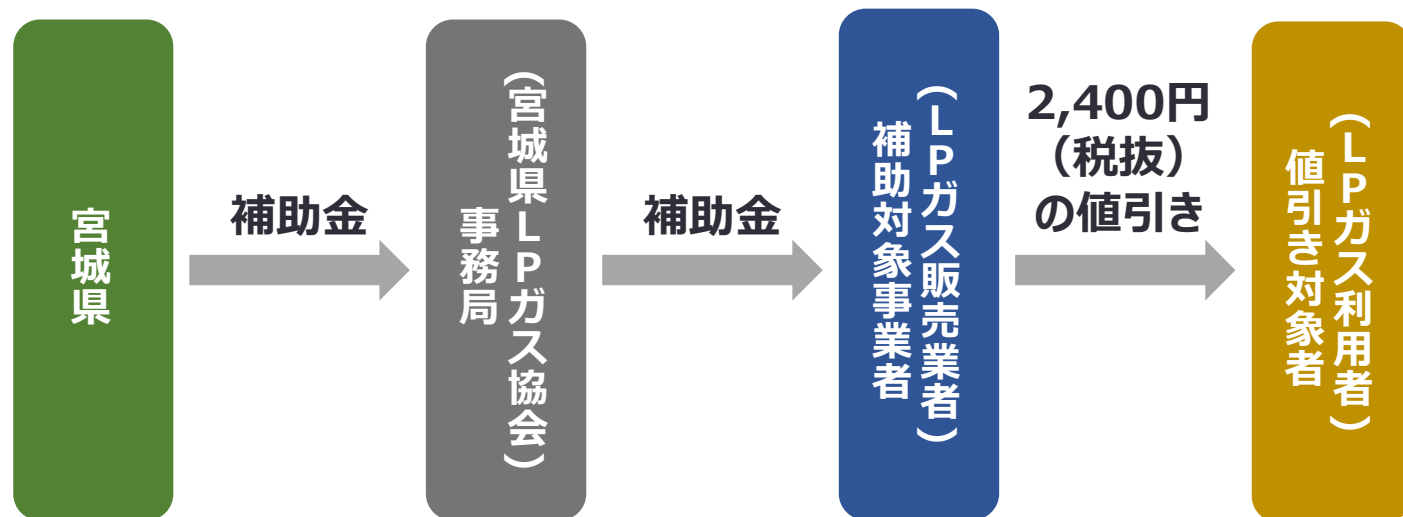 宮城県
補助金
(宮城県LPガス協会)
事務局
補助金
(LPガス販売業者)
補助対象事業者
2,400円
（税抜）
の値引き
(LPガス利用者)
値引き対象者